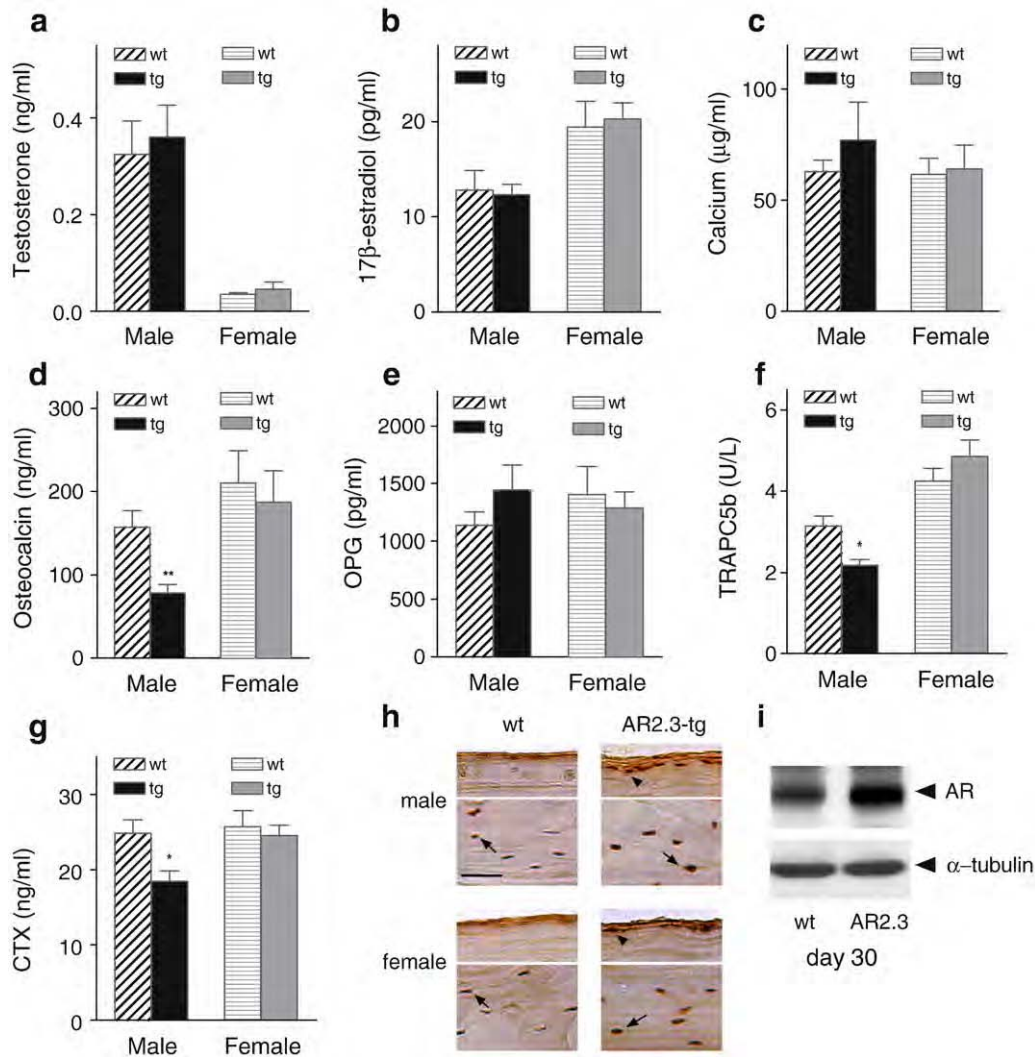 a
Testosterone (ng/ml)
0.4
0.2
0.0
wt
tg
wt
tg
Male
Female
b
17β-estradiol (pg/ml)
20
10
0
wt
tg
wt
tg
Male
Female
c
Calcium (μg/ml)
100
50
0
wt
tg
wt
tg
Male
Female
d
Osteocalcin (ng/ml)
300
200
100
0
wt
tg
wt
tg
**
Male
Female
e
OPG (pg/ml)
2000
1500
1000
500
0
wt
tg
wt
tg
Male
Female
f
TRAPC5b (U/L)
6
4
2
0
wt
tg
wt
tg
*
Male
Female
g
CTX (ng/ml)
30
20
10
0
wt
tg
wt
tg
*
Male
Female
h
wt
AR2.3-tg
male
female
i
AR
α-tubulin
wt
AR2.3
day 30